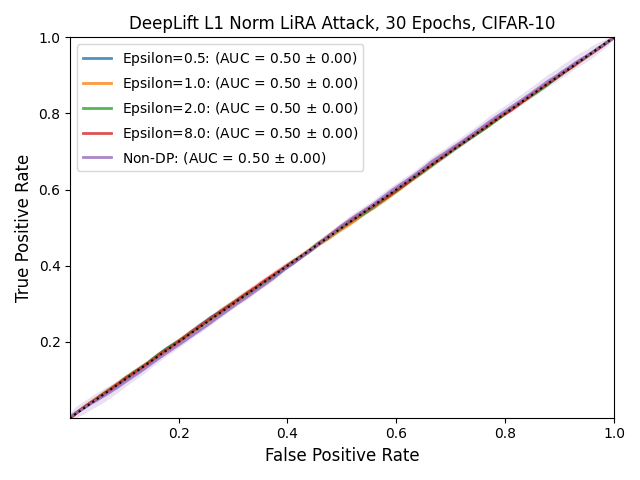 DeepLift L1 Norm LiRA Attack, 30 Epochs, CIFAR-10
1.0
Epsilon=0.5: (AUC = 0.50 ± 0.00)
Epsilon=1.0: (AUC = 0.50 ± 0.00)
Epsilon=2.0: (AUC = 0.50 ± 0.00)
Epsilon=8.0: (AUC = 0.50 ± 0.00)
Non-DP: (AUC = 0.50 ± 0.00)
0.8
0.6
0.4
0.2
True Positive Rate
0.2 0.4 0.6 0.8 1.0
False Positive Rate